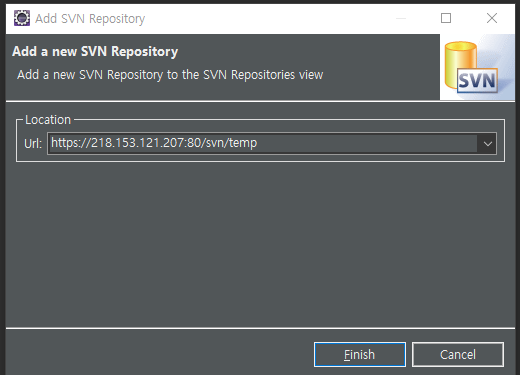 Add SVN Repository
Add a new SVN Repository
Add a new SVN Repository to the SVN Repositories view
SVN
Location
Url: https://218.153.121.207:80/svn/temp
Finish Cancel